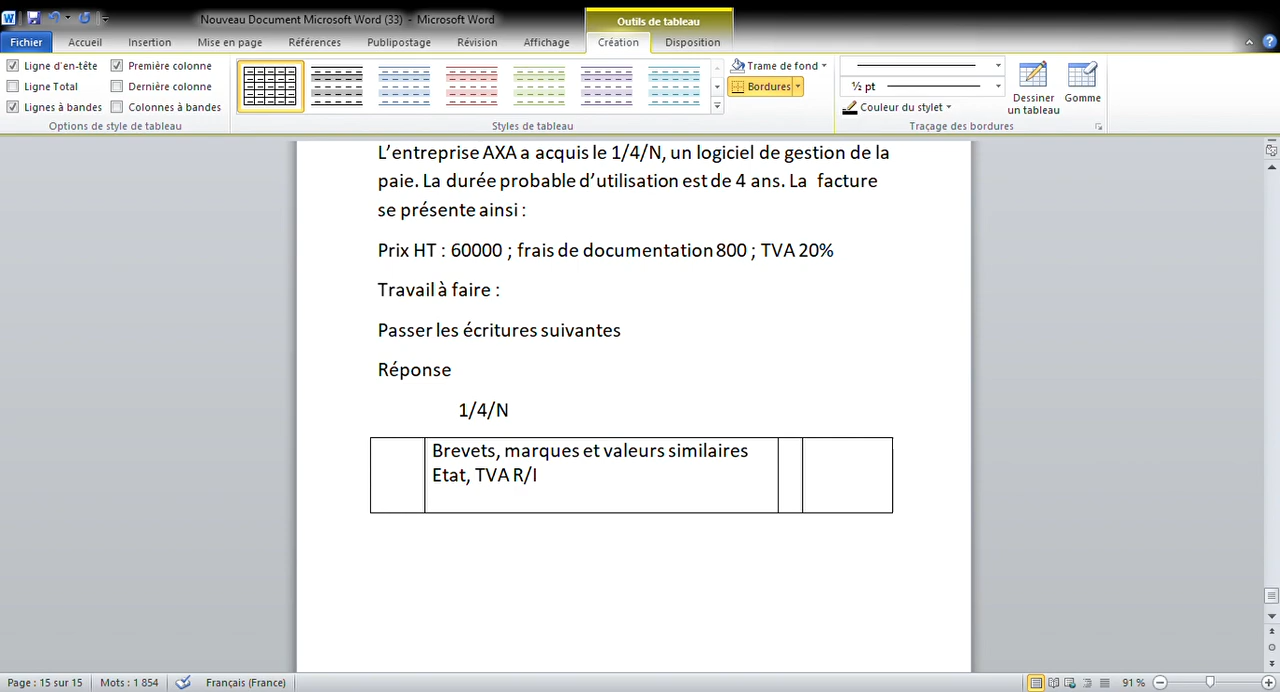 Nouveau Document Microsoft Word (33) - Microsoft Word
Outils de tableau
Fichier Accueil Insertion Mise en page Références Publipostage Révision Affichage Création Disposition
Ligne d'en-tête Première colonne
Ligne Total Dernière colonne
Lignes à bandes Colonnes à bandes
Options de style de tableau
Styles de tableau
Trame de fond
Bordures
½ pt
Couleur du stylet
Dessiner un tableau
Gomme
Traçage des bordures
L'entreprise AXA a acquis le 1/4/N, un logiciel de gestion de la
paie. La durée probable d'utilisation est de 4 ans. La facture
se présente ainsi :
Prix HT : 60000 ; frais de documentation 800 ; TVA 20%
Travail à faire :
Passer les écritures suivantes
Réponse
1/4/N
Brevets, marques et valeurs similaires
Etat, TVA R/I
Page : 15 sur 15 Mots : 1 854 Français (France) 91 %